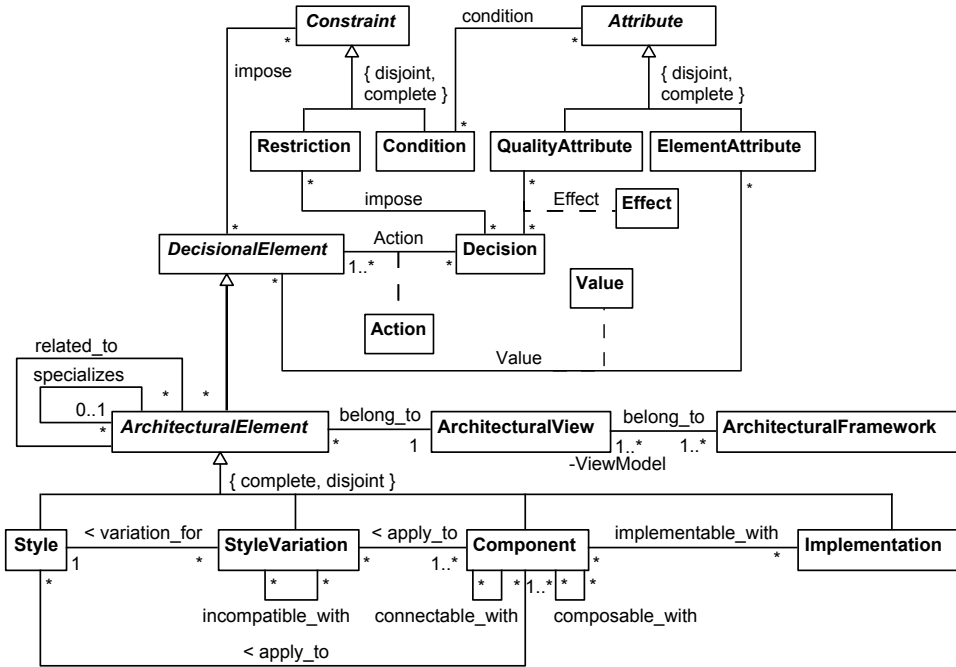 Constraint
condition
Attribute
*
*
impose
{ disjoint,
complete }
{ disjoint,
complete }
*
Restriction
Condition
QualityAttribute
ElementAttribute
*
*
*
impose
Effect
Effect
*
*
*
DecisionalElement
Action
Decision
*
1..*
*
Value
Action
related_to
Value
specializes
*
*
0..1
*
ArchitecturalElement
belong_to
ArchitecturalView
belong_to
ArchitecturalFramework
*
1
1..*
1..*
-ViewModel
{ complete, disjoint }
Style
< variation_for
StyleVariation
< apply_to
Component
implementable_with
Implementation
1
*
*
1..*
*
*
*
*
*
*
*
1..*
*
*
incompatible_with
connectable_with
composable_with
< apply_to